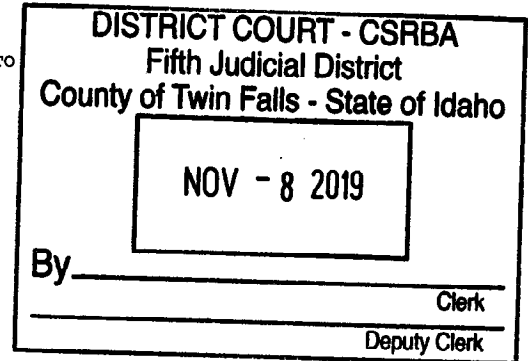 ro
DISTRICT COURT - CSRBA
Fifth Judicial District
County of Twin Falls - State of Idaho
NOV - 8 2019
By
Clerk
Deputy Clerk